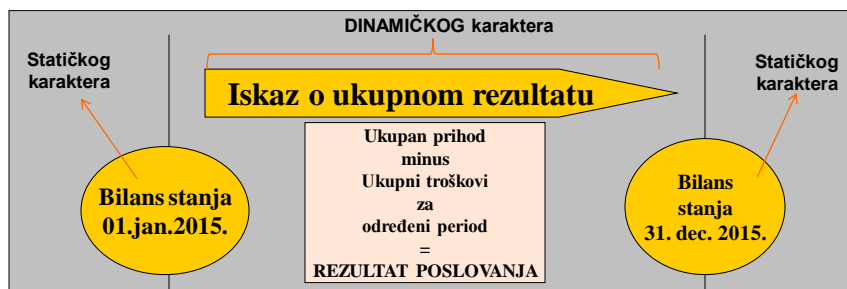 DINAMIČKOG karaktera
Statičkog
karaktera
Iskaz o ukupnom rezultatu
Statičkog
karaktera
Ukupan prihod
minus
Ukupni troškovi
za
određeni period
=
REZULTAT POSLOVANJA
Bilans stanja
01.jan.2015.
Bilans
stanja
31. dec. 2015.